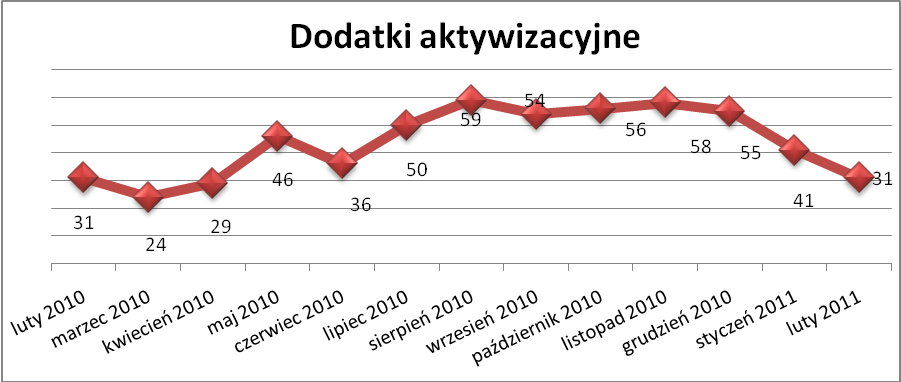 Dodatki aktywizacyjne
31
24
29
46
36
50
59
54
56
58
55
41
31
luty 2010
marzec 2010
kwiecień 2010
maj 2010
czerwiec 2010
lipiec 2010
sierpień 2010
wrzesień 2010
październik 2010
listopad 2010
grudzień 2010
styczeń 2011
luty 2011